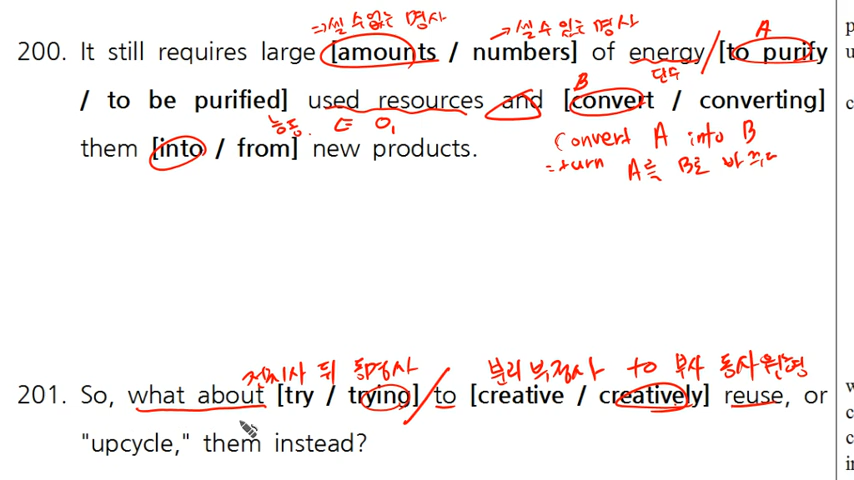 ⇒셀 수 없는 명사 → 셀 수 있는 명사
A
200. It still requires large [amounts / numbers] of energy / [to purify
단수
B
/ to be purified] used resources and [convert / converting]
능동. ← O,
convert A into B
them [into / from] new products.
=turn A를 B로 바꾸다
전치사 뒤 동명사 분리 부정사 to 부사 동사원형
201. So, what about [try / trying] / to [creative / creatively] reuse, or
"upcycle," them instead?
p
u
c
w
c
c
in